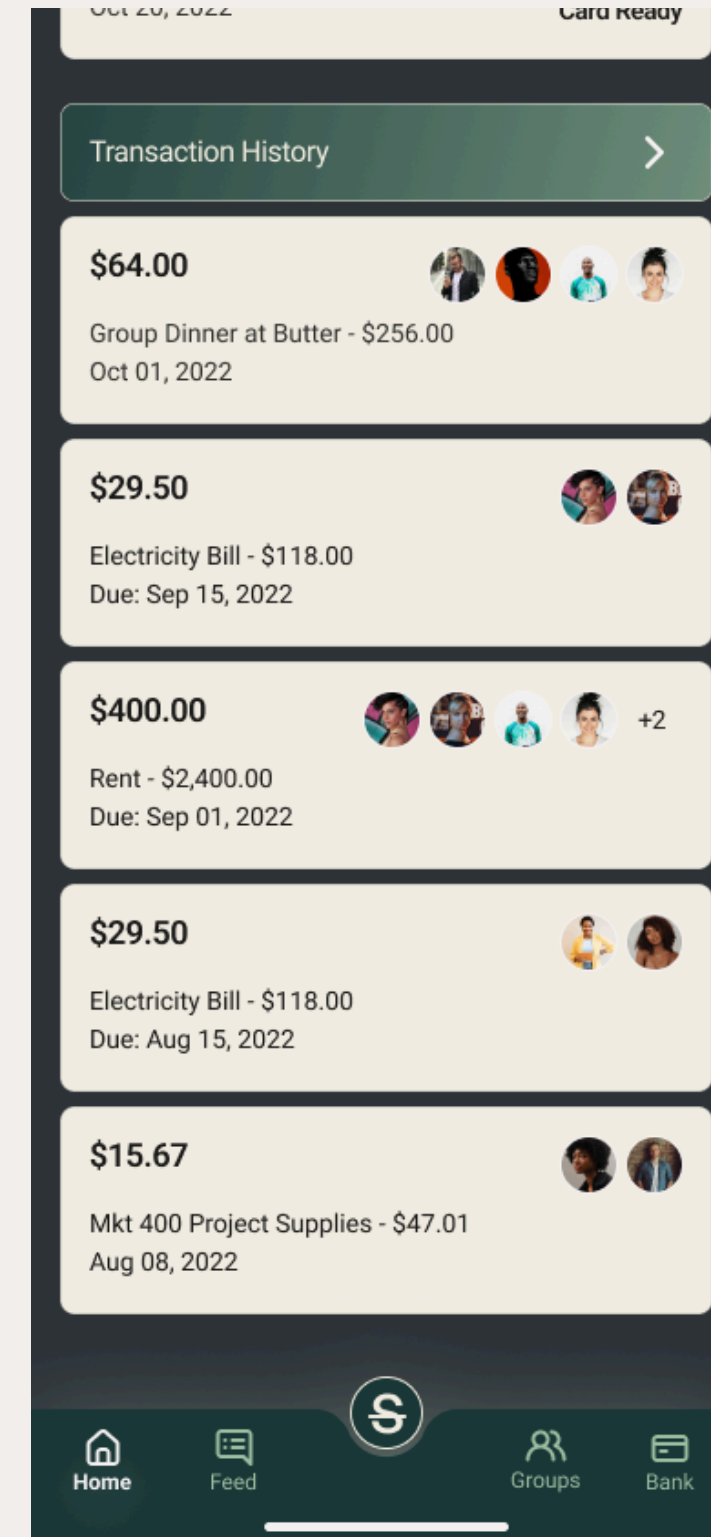 Oct 20, 2022
Card Ready
Transaction History
$64.00
Group Dinner at Butter - $256.00
Oct 01, 2022
$29.50
Electricity Bill - $118.00
Due: Sep 15, 2022
$400.00
+2
Rent - $2,400.00
Due: Sep 01, 2022
$29.50
Electricity Bill - $118.00
Due: Aug 15, 2022
$15.67
Mkt 400 Project Supplies - $47.01
Aug 08, 2022
Home
Feed
S
Groups
Bank